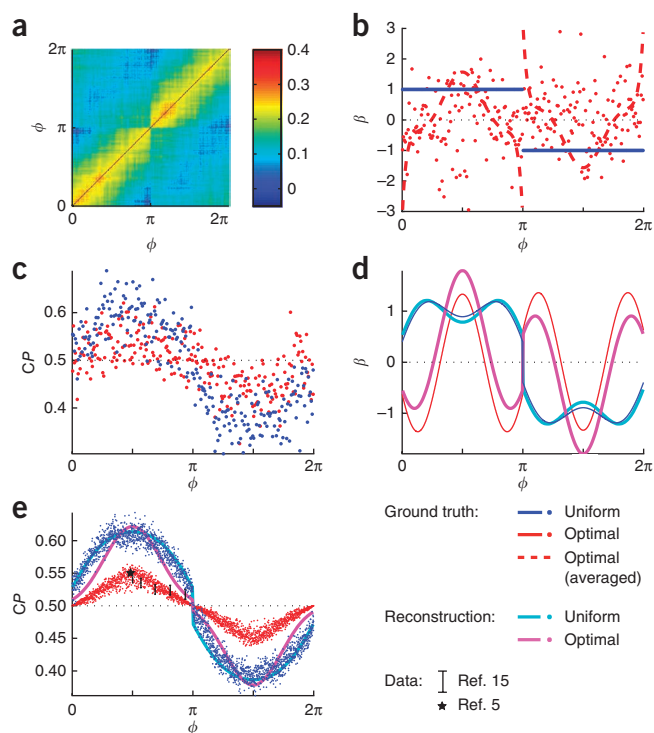 a
2π
π
0
0
π
2π
ϕ
ϕ
0.4
0.3
0.2
0.1
0
b
3
2
1
0
−1
−2
−3
β
0
π
2π
ϕ
c
0.6
0.5
0.4
CP
0
π
2π
ϕ
d
1
0
−1
β
0
π
2π
ϕ
e
0.60
0.55
0.50
0.45
0.40
CP
0
π
2π
ϕ
Ground truth:
Uniform
Optimal
Optimal
(averaged)
Reconstruction:
Uniform
Optimal
Data:
Ref. 15
Ref. 5